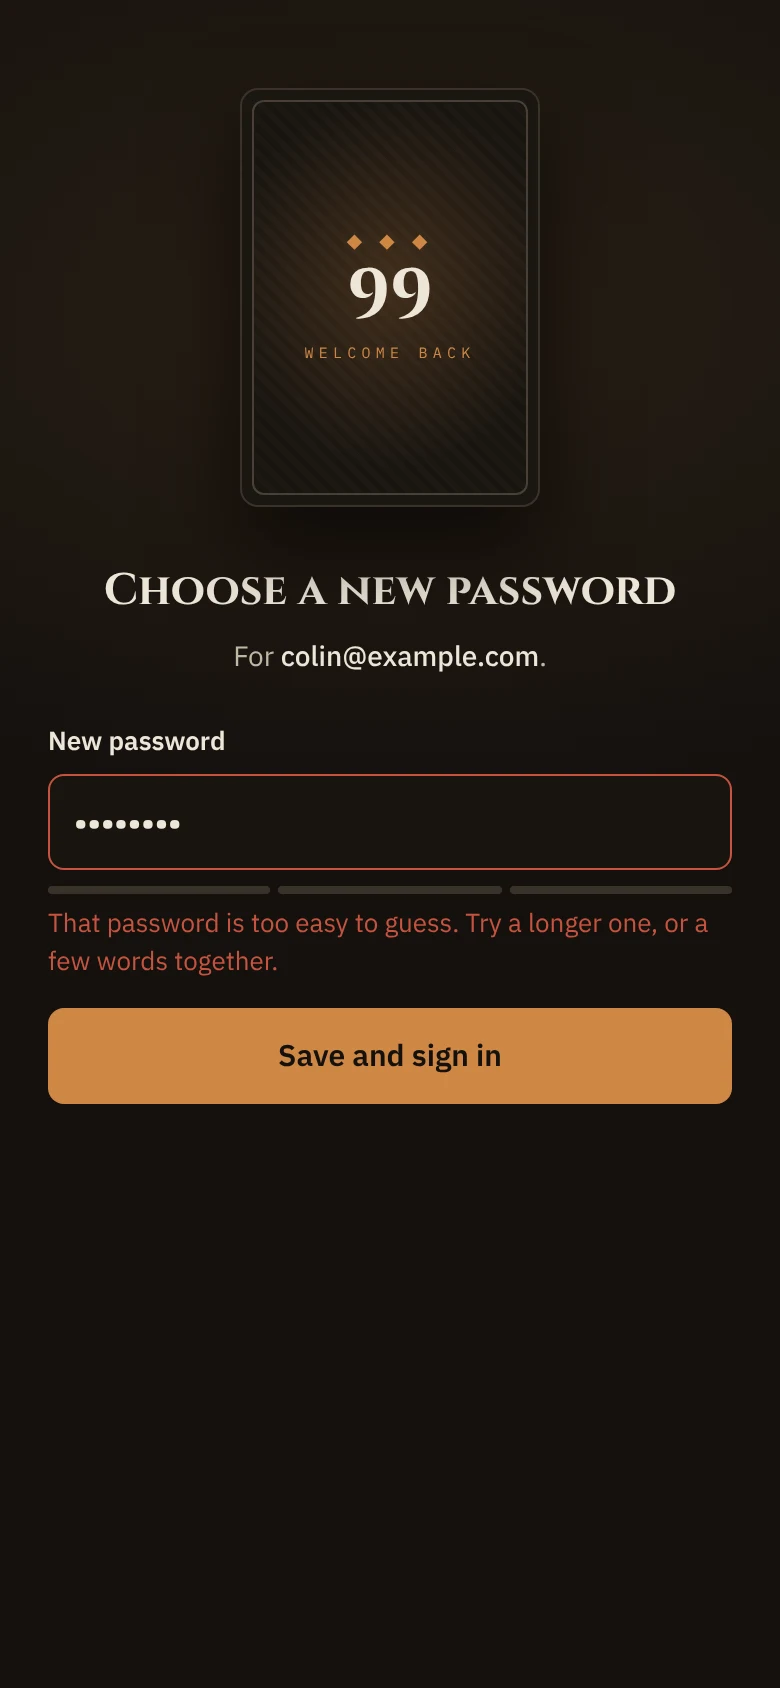 ◆ ◆ ◆
99
WELCOME BACK
Choose a new password
For colin@example.com.
New password
••••••••
That password is too easy to guess. Try a longer one, or a
few words together.
Save and sign in